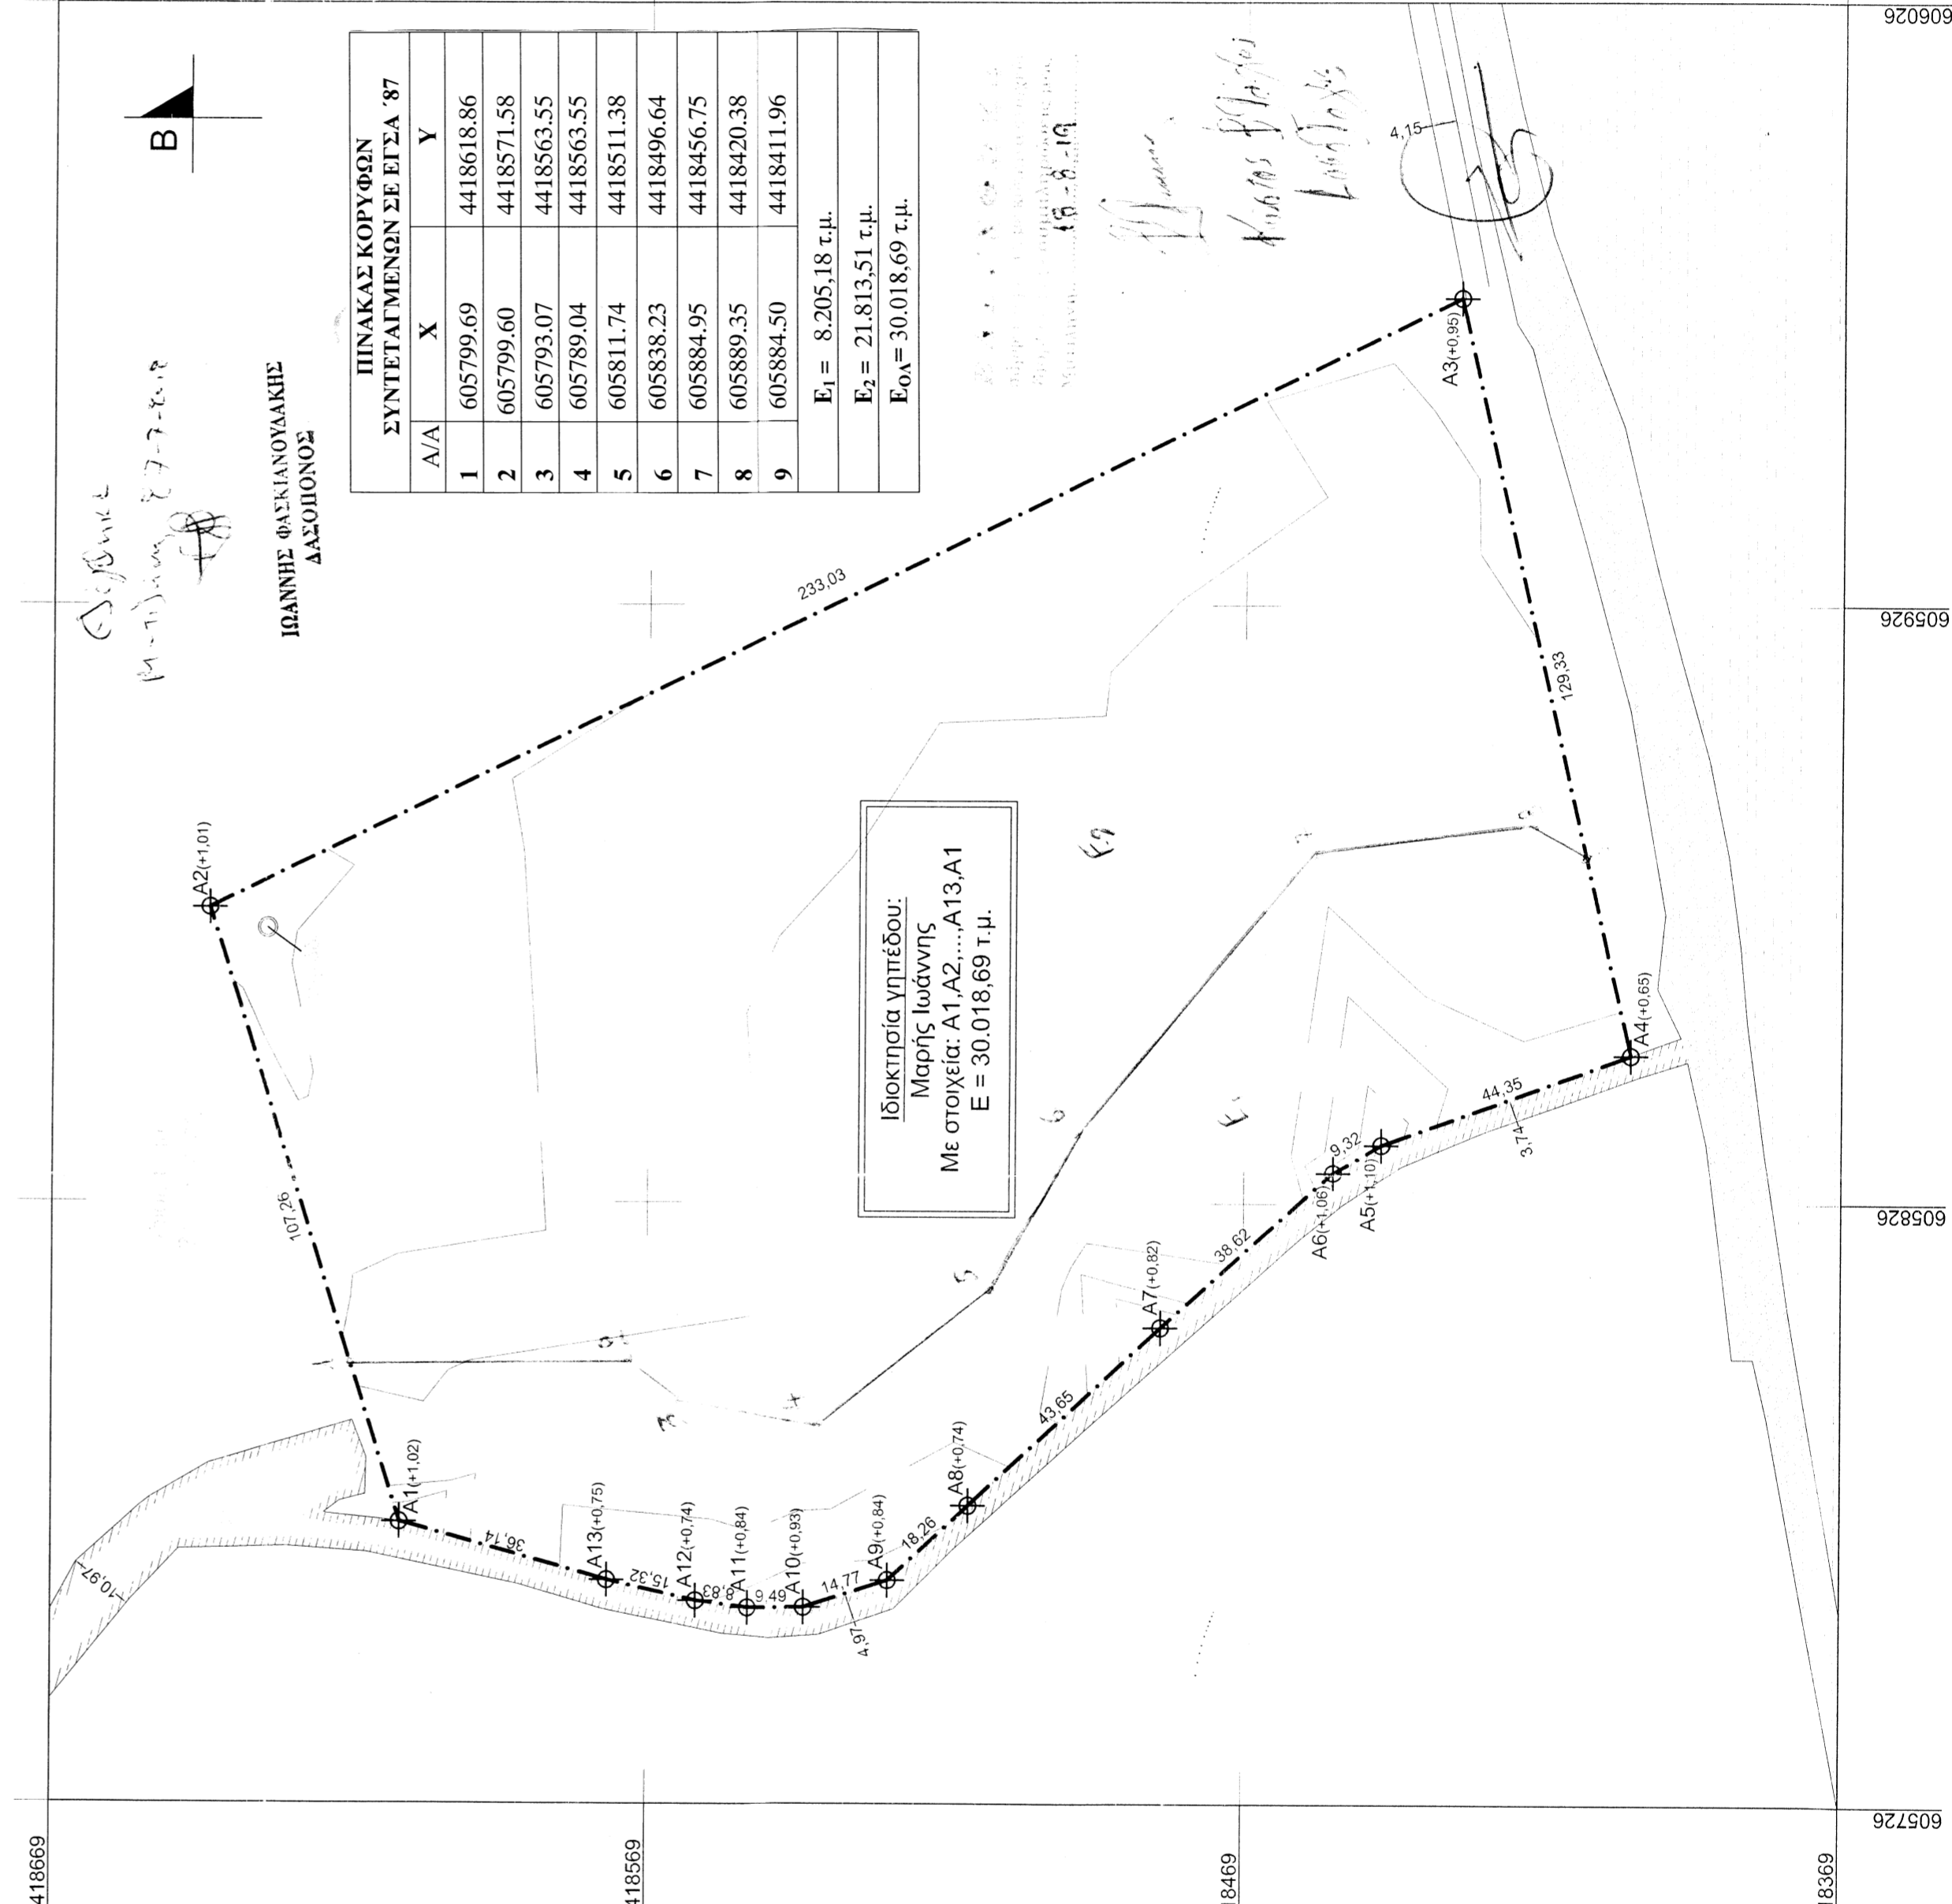 Β
ΙΩΑΝΝΗΣ ΦΑΣΚΙΑΝΟΥΔΑΚΗΣ
ΔΑΣΟΠΟΝΟΣ
ΠΙΝΑΚΑΣ ΚΟΡΥΦΩΝ
ΣΥΝΤΕΤΑΓΜΕΝΩΝ ΣΕ ΕΓΣΑ ΄87
Α/Α Χ Υ
1 605799.69 4418618.86
2 605799.60 4418571.58
3 605793.07 4418563.55
4 605789.04 4418563.55
5 605811.74 4418511.38
6 605838.23 4418496.64
7 605884.95 4418456.75
8 605889.35 4418420.38
9 605884.50 4418411.96
Ε1 = 8.205,18 τ.μ.
Ε2 = 21.813,51 τ.μ.
ΕΟΛ= 30.018,69 τ.μ.
Ιδιοκτησία γηπέδου:
Μαρής Ιωάννης
Με στοιχεία: Α1,Α2,...,Α13,Α1
Ε = 30.018,69 τ.μ.
Α1(+1,02)
107,26
Α2(+1,01)
233,03
Α3(+0,95)
129,33
Α4(+0,65)
44,35
3,74
Α5(+1,10)
9,32
Α6(+1,06)
38,62
Α7(+0,82)
43,65
Α8(+0,74)
18,26
Α9(+0,84)
14,77
4,97
Α10(+0,93)
9,49
Α11(+0,84)
8,83
Α12(+0,74)
15,32
Α13(+0,75)
36,14
10,97
4,15
3
4
5
6
7
606026
605926
605826
605726
418669
418569
18469
18369